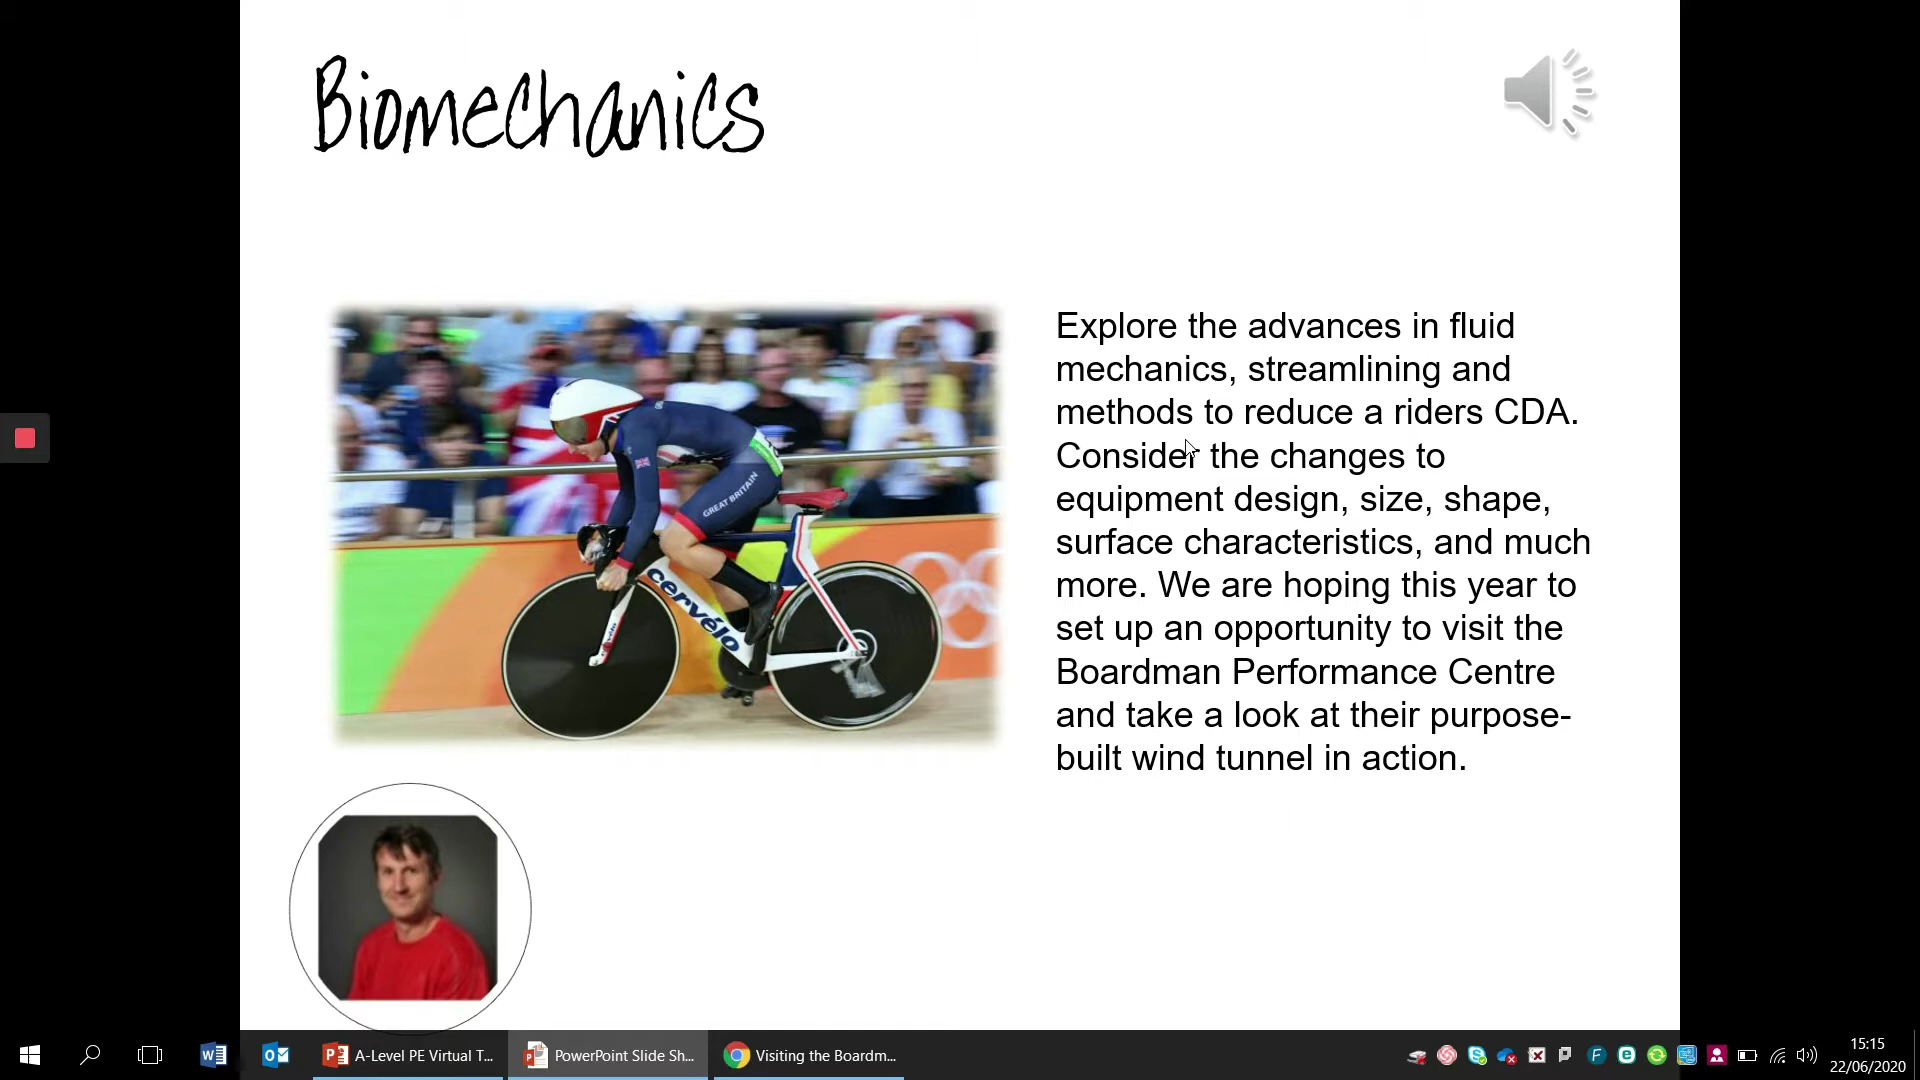 Biomechanics
Explore the advances in fluid
mechanics, streamlining and
methods to reduce a riders CDA.
Consider the changes to
equipment design, size, shape,
surface characteristics, and much
more. We are hoping this year to
set up an opportunity to visit the
Boardman Performance Centre
and take a look at their purpose-
built wind tunnel in action.
GREAT BRITAIN
cervélo
A-Level PE Virtual T...
PowerPoint Slide Sh...
Visiting the Boardm...
15:15
22/06/2020